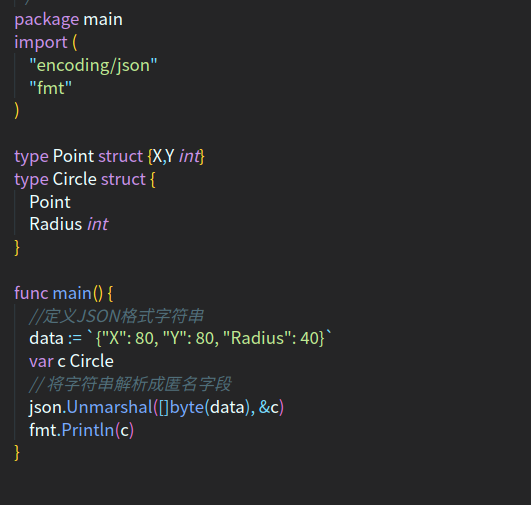 package main
import (
"encoding/json"
"fmt"
)
type Point struct {X,Y int}
type Circle struct {
Point
Radius int
}
func main() {
//定义JSON格式字符串
data := `{"X": 80, "Y": 80, "Radius": 40}`
var c Circle
// 将字符串解析成匿名字段
json.Unmarshal([]byte(data), &c)
fmt.Println(c)
}